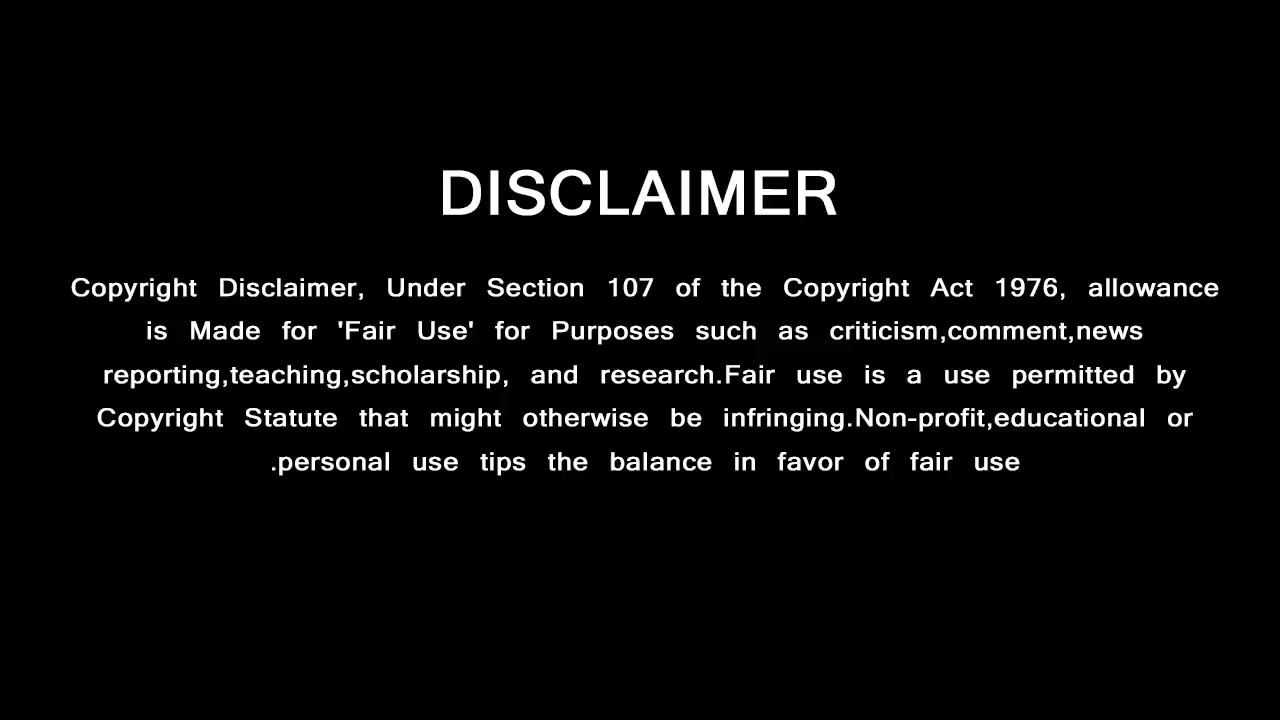 DISCLAIMER
Copyright Disclaimer, Under Section 107 of the Copyright Act 1976, allowance
is Made for 'Fair Use' for Purposes such as criticism,comment,news
reporting,teaching,scholarship, and research.Fair use is a use permitted by
Copyright Statute that might otherwise be infringing.Non-profit,educational or
.personal use tips the balance in favor of fair use